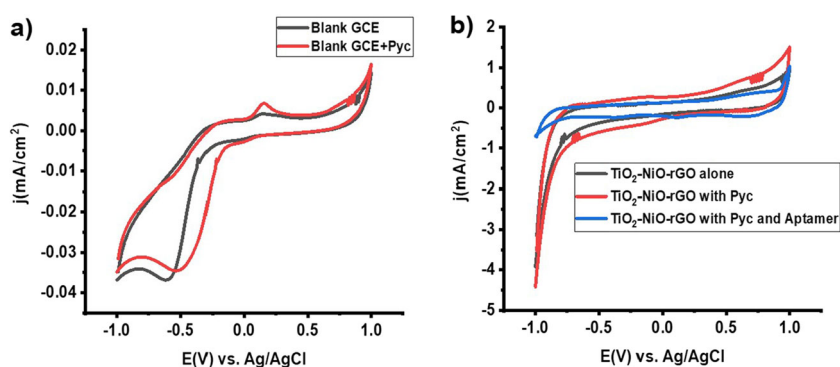 a)
Blank GCE
Blank GCE+Pyc
0.02
0.01
0.00
-0.01
-0.02
-0.03
-0.04
j(mA/cm²)
-1.0 -0.5 0.0 0.5 1.0
E(V) vs. Ag/AgCl
b)
2
1
0
-1
-2
-3
-4
-5
j(mA/cm²)
TiO₂-NiO-rGO alone
TiO₂-NiO-rGO with Pyc
TiO₂-NiO-rGO with Pyc and Aptamer
-1.0 -0.5 0.0 0.5 1.0
E(V) vs. Ag/AgCl